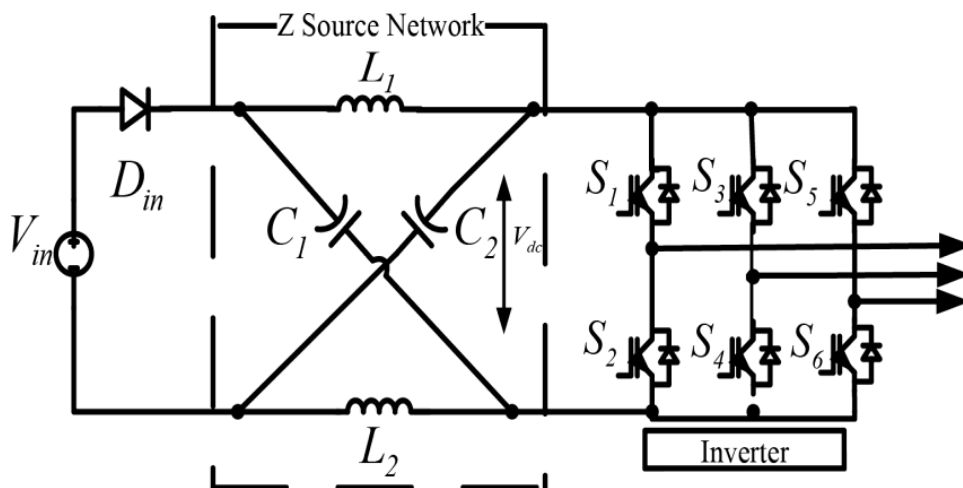 Z Source Network
L1
Din
Vin
C1
C2
Vdc
S1
S3
S5
S2
S4
S6
L2
Inverter